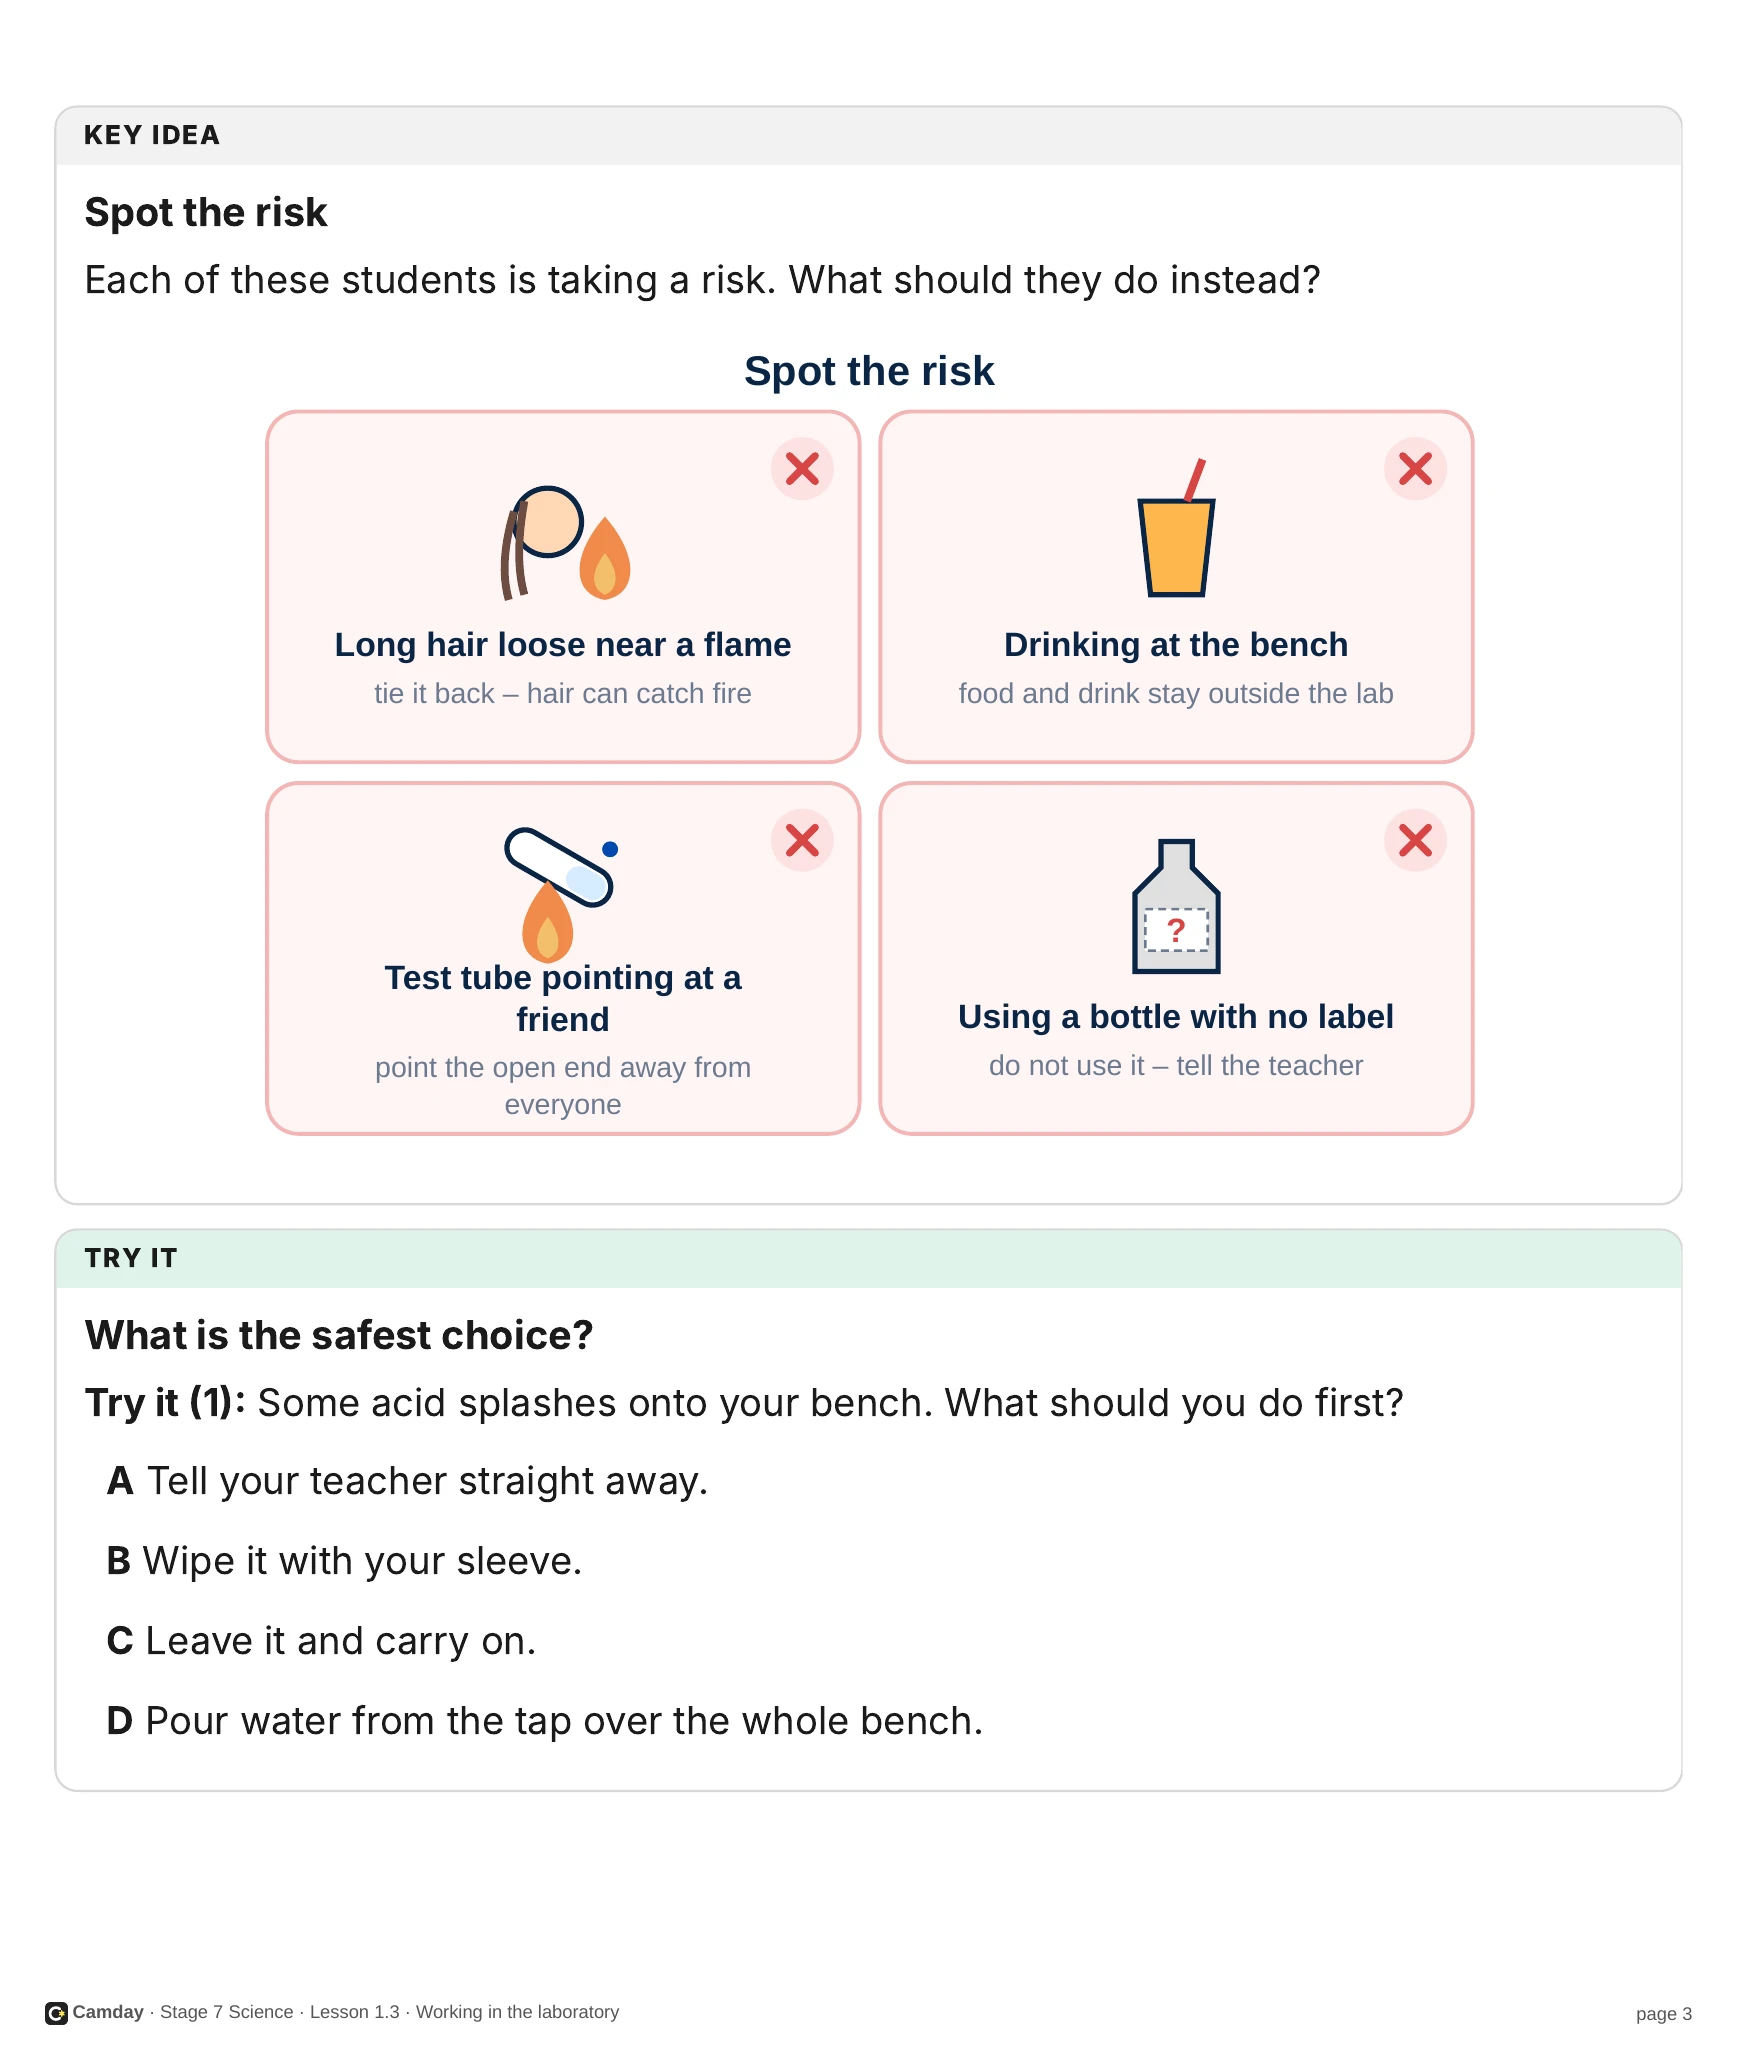 KEY IDEA
Spot the risk
Each of these students is taking a risk. What should they do instead?
Spot the risk
Long hair loose near a flame
tie it back – hair can catch fire
Drinking at the bench
food and drink stay outside the lab
Test tube pointing at a
friend
point the open end away from
everyone
?
Using a bottle with no label
do not use it – tell the teacher
TRY IT
What is the safest choice?
Try it (1): Some acid splashes onto your bench. What should you do first?
A Tell your teacher straight away.
B Wipe it with your sleeve.
C Leave it and carry on.
D Pour water from the tap over the whole bench.
Camday · Stage 7 Science · Lesson 1.3 · Working in the laboratory
page 3